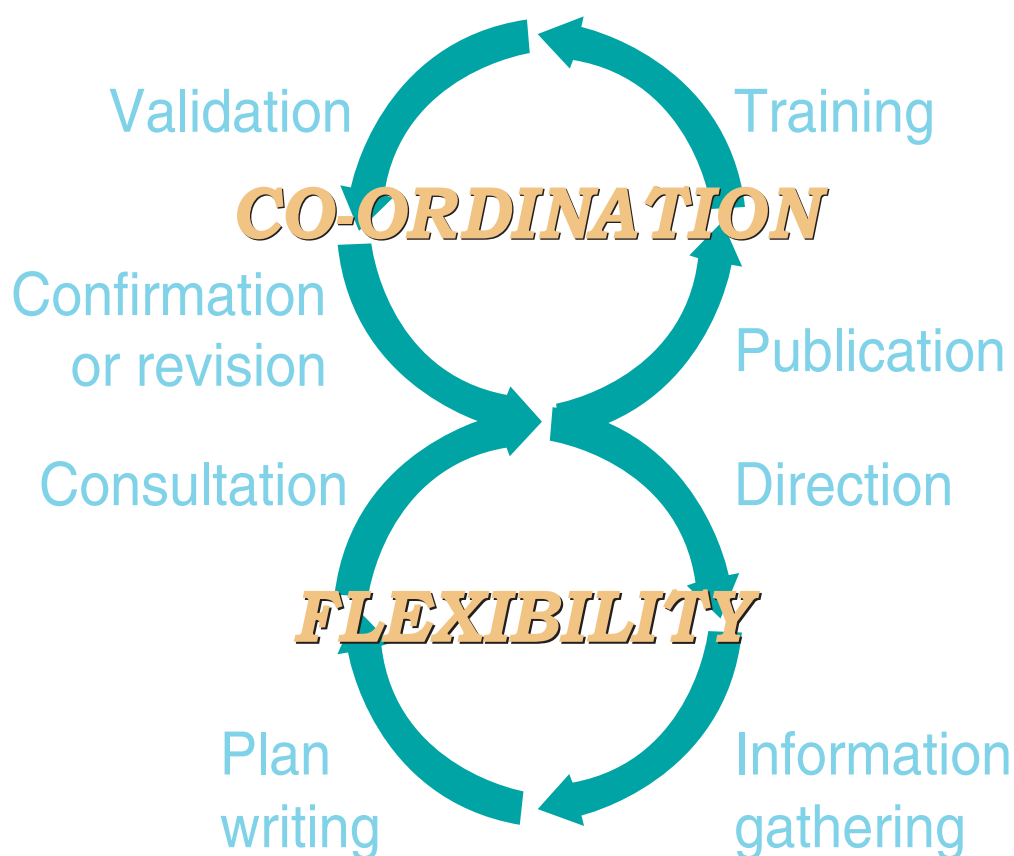 Validation
Training
CO-ORDINATION
Confirmation
or revision
Publication
Consultation
Direction
FLEXIBILITY
Plan
writing
Information
gathering